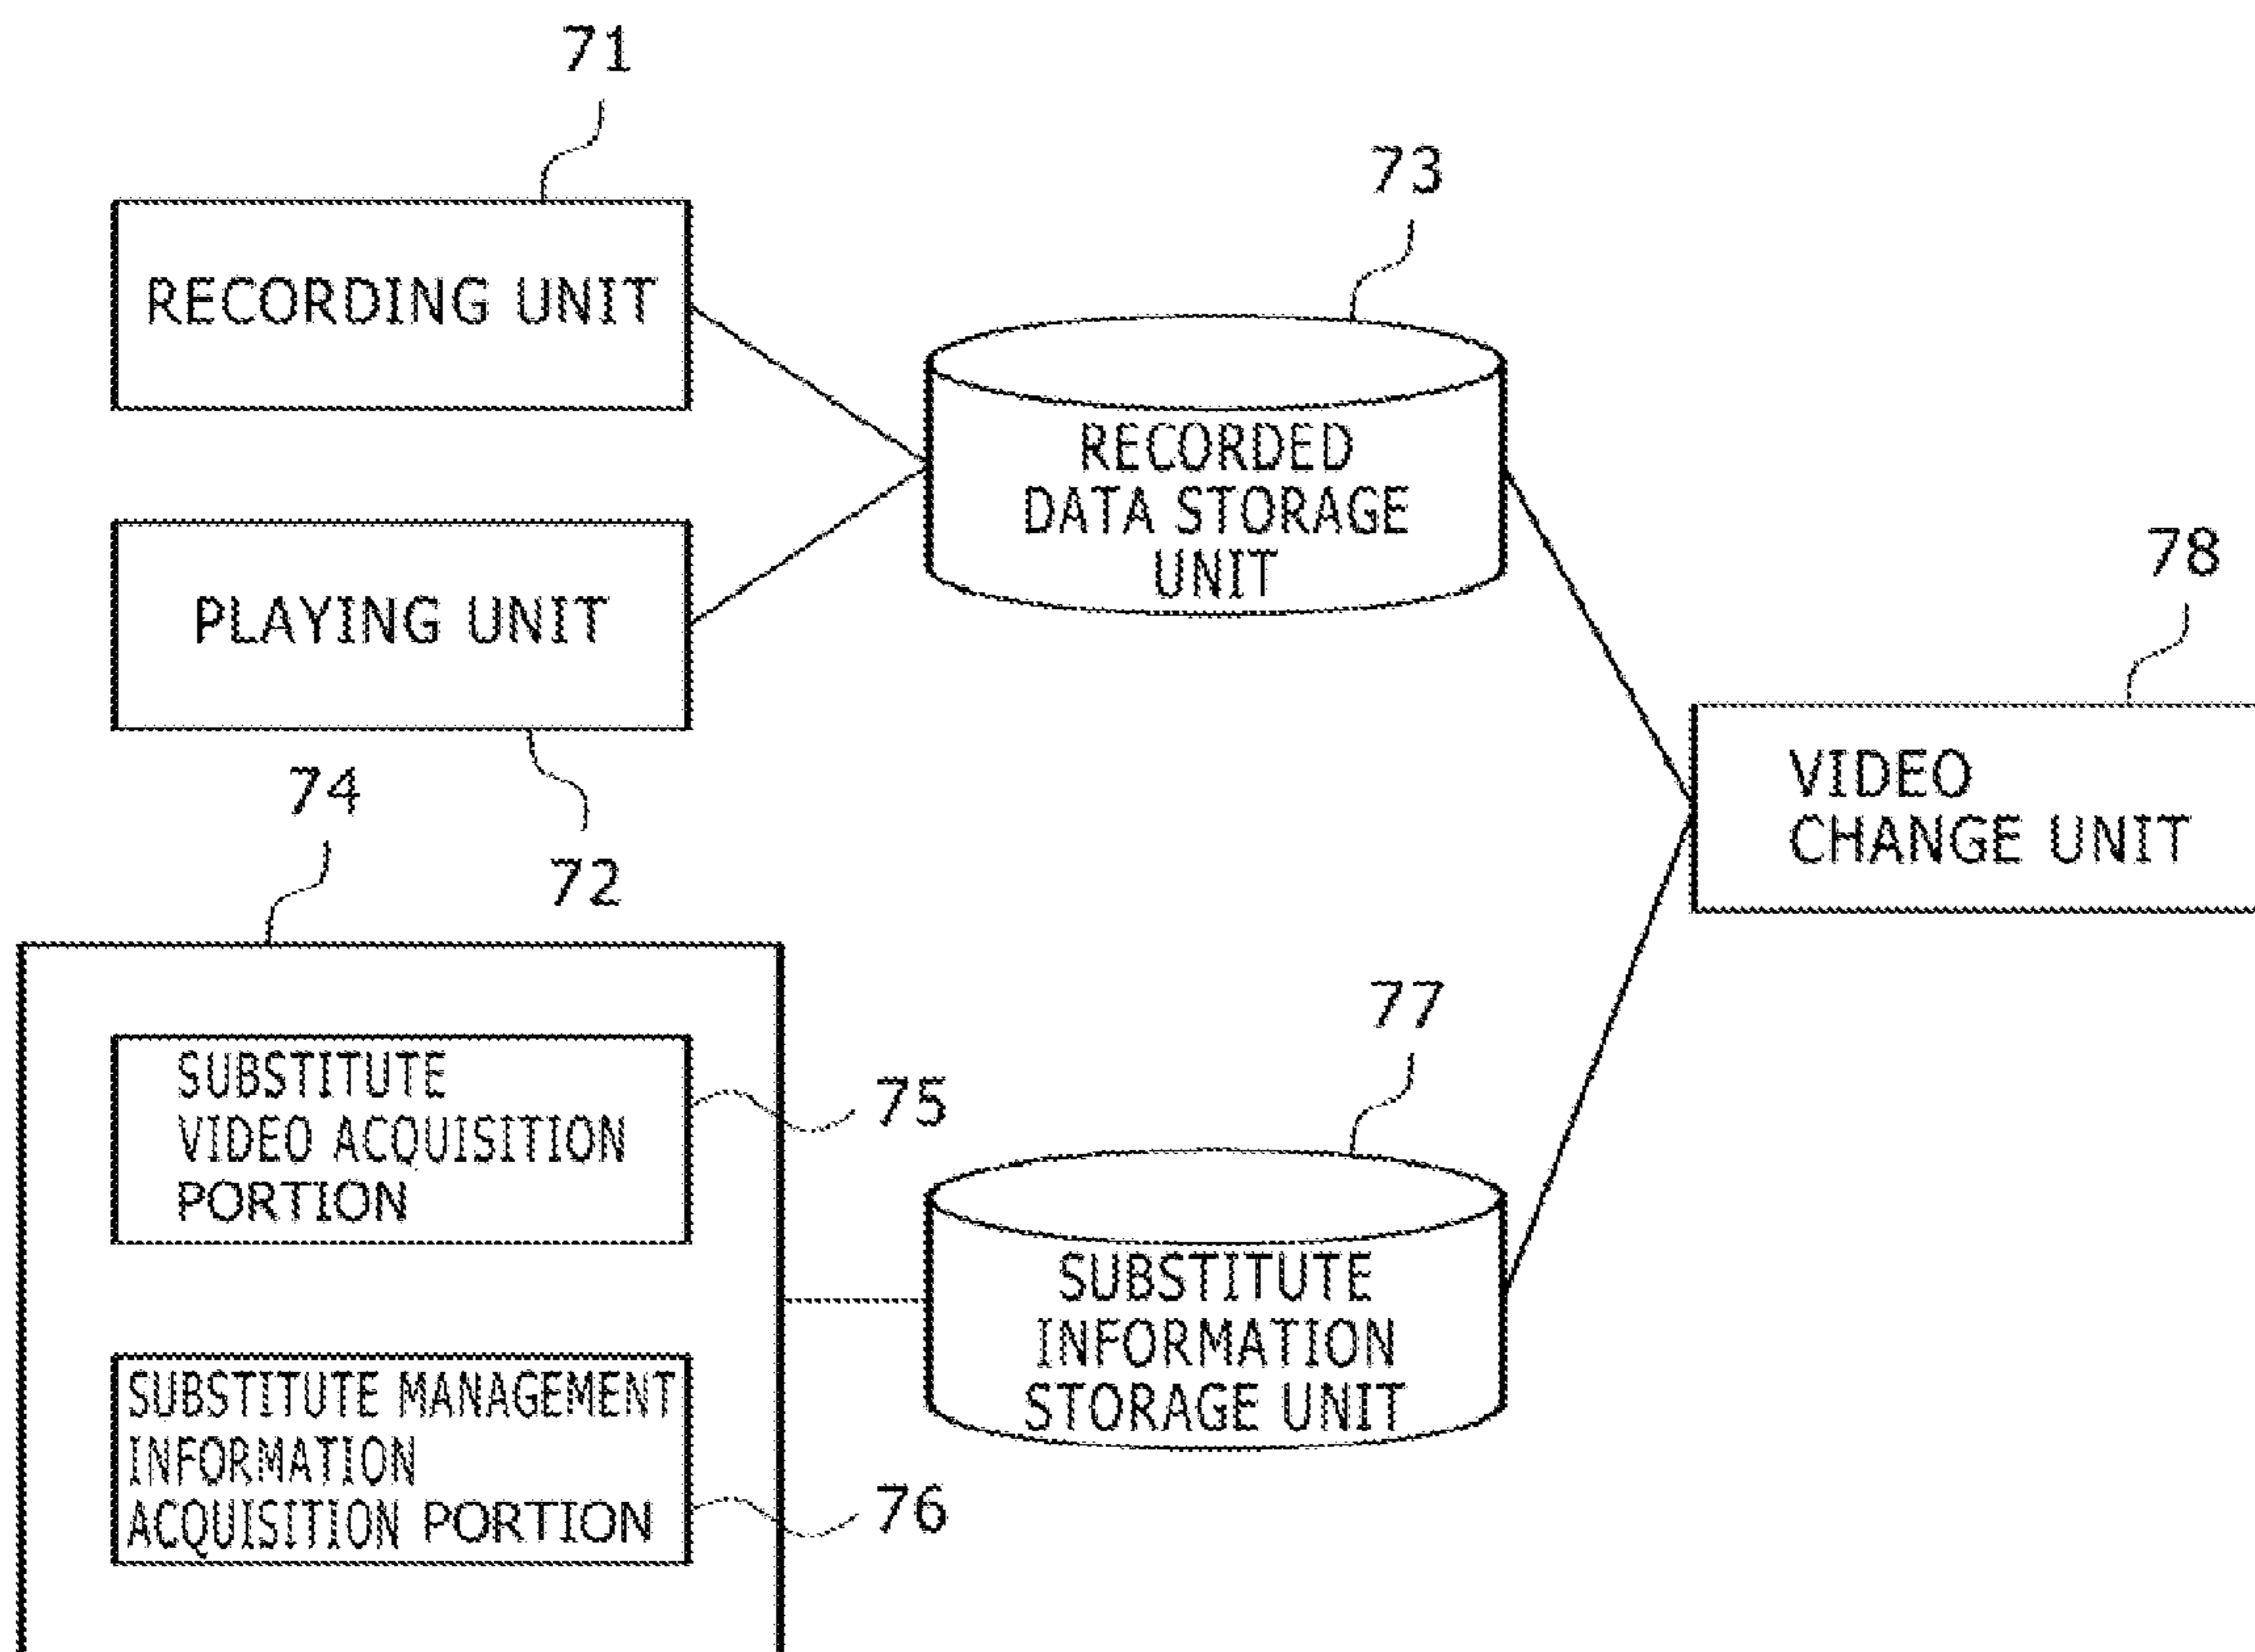 71
RECORDING UNIT
73
RECORDED
DATA STORAGE
UNIT
PLAYING UNIT
72
78
VIDEO
CHANGE UNIT
74
SUBSTITUTE
VIDEO ACQUISITION
PORTION
75
SUBSTITUTE MANAGEMENT
INFORMATION
ACQUISITION PORTION
76
77
SUBSTITUTE
INFORMATION
STORAGE UNIT